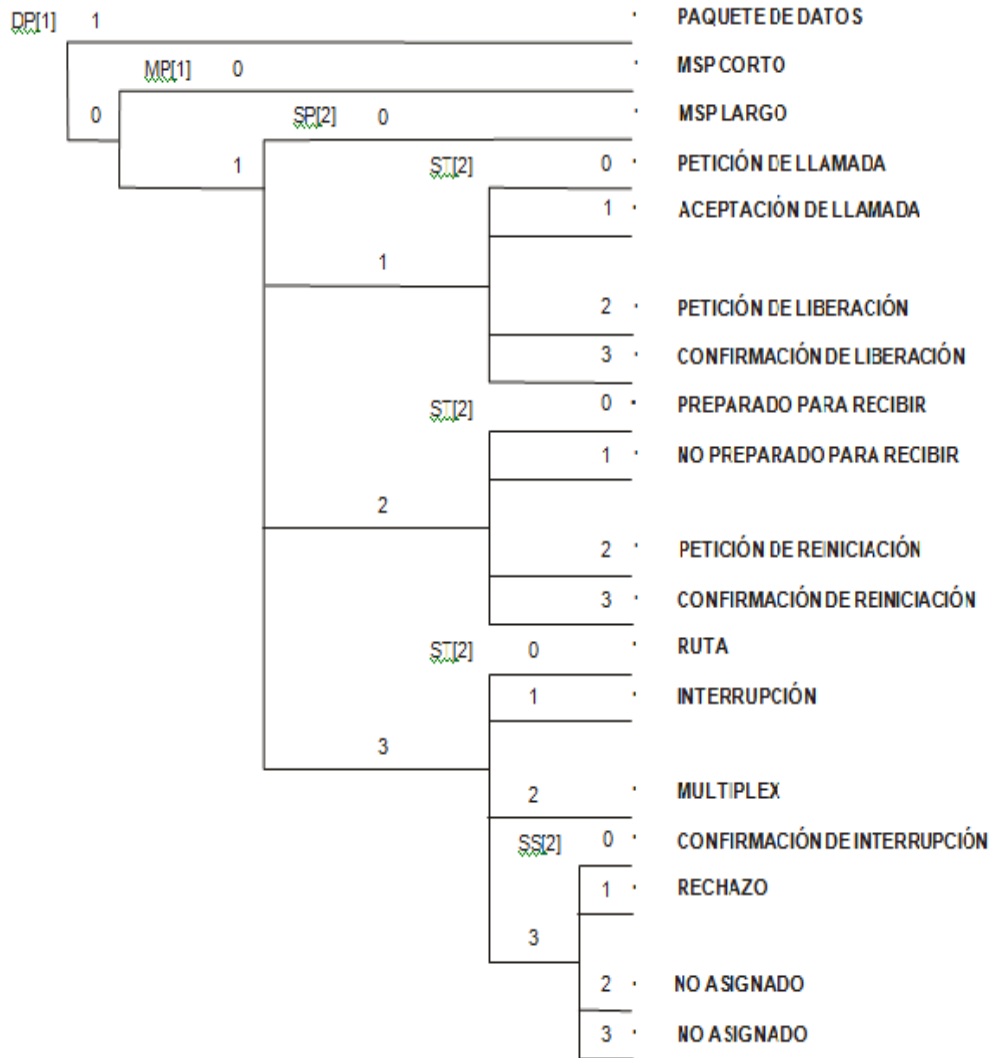 DP[1] 1 PAQUETE DE DATOS
MP[1] 0 MSP CORTO
0 SP[2] 0 MSP LARGO
1 ST[2] 0 PETICIÓN DE LLAMADA
1 ACEPTACIÓN DE LLAMADA
1
2 PETICIÓN DE LIBERACIÓN
3 CONFIRMACIÓN DE LIBERACIÓN
ST[2] 0 PREPARADO PARA RECIBIR
1 NO PREPARADO PARA RECIBIR
2
2 PETICIÓN DE REINICIACIÓN
3 CONFIRMACIÓN DE REINICIACIÓN
ST[2] 0 RUTA
1 INTERRUPCIÓN
3
2 MULTIPLEX
SS[2] 0 CONFIRMACIÓN DE INTERRUPCIÓN
1 RECHAZO
3
2 NO ASIGNADO
3 NO ASIGNADO